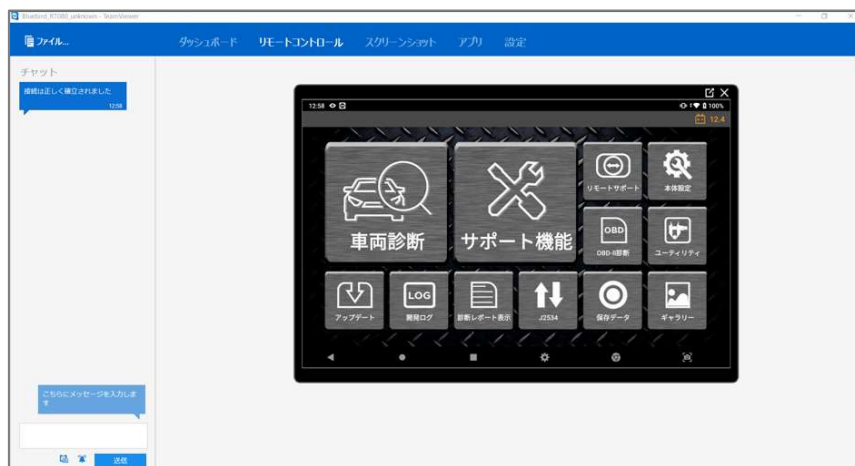 Bluebird_RT080_unknown - TeamViewer
ファイル...
ダッシュボード
リモートコントロール
スクリーンショット
アプリ
設定
チャット
接続は正しく確立されました
12:58
12:58
100%
12.4
車両診断
サポート機能
リモートサポート
本体設定
OBD
OBD-II診断
ユーティリティ
アップデート
LOG
開発ログ
診断レポート表示
J2534
保存データ
ギャラリー
こちらにメッセージを入力しま
す
送信